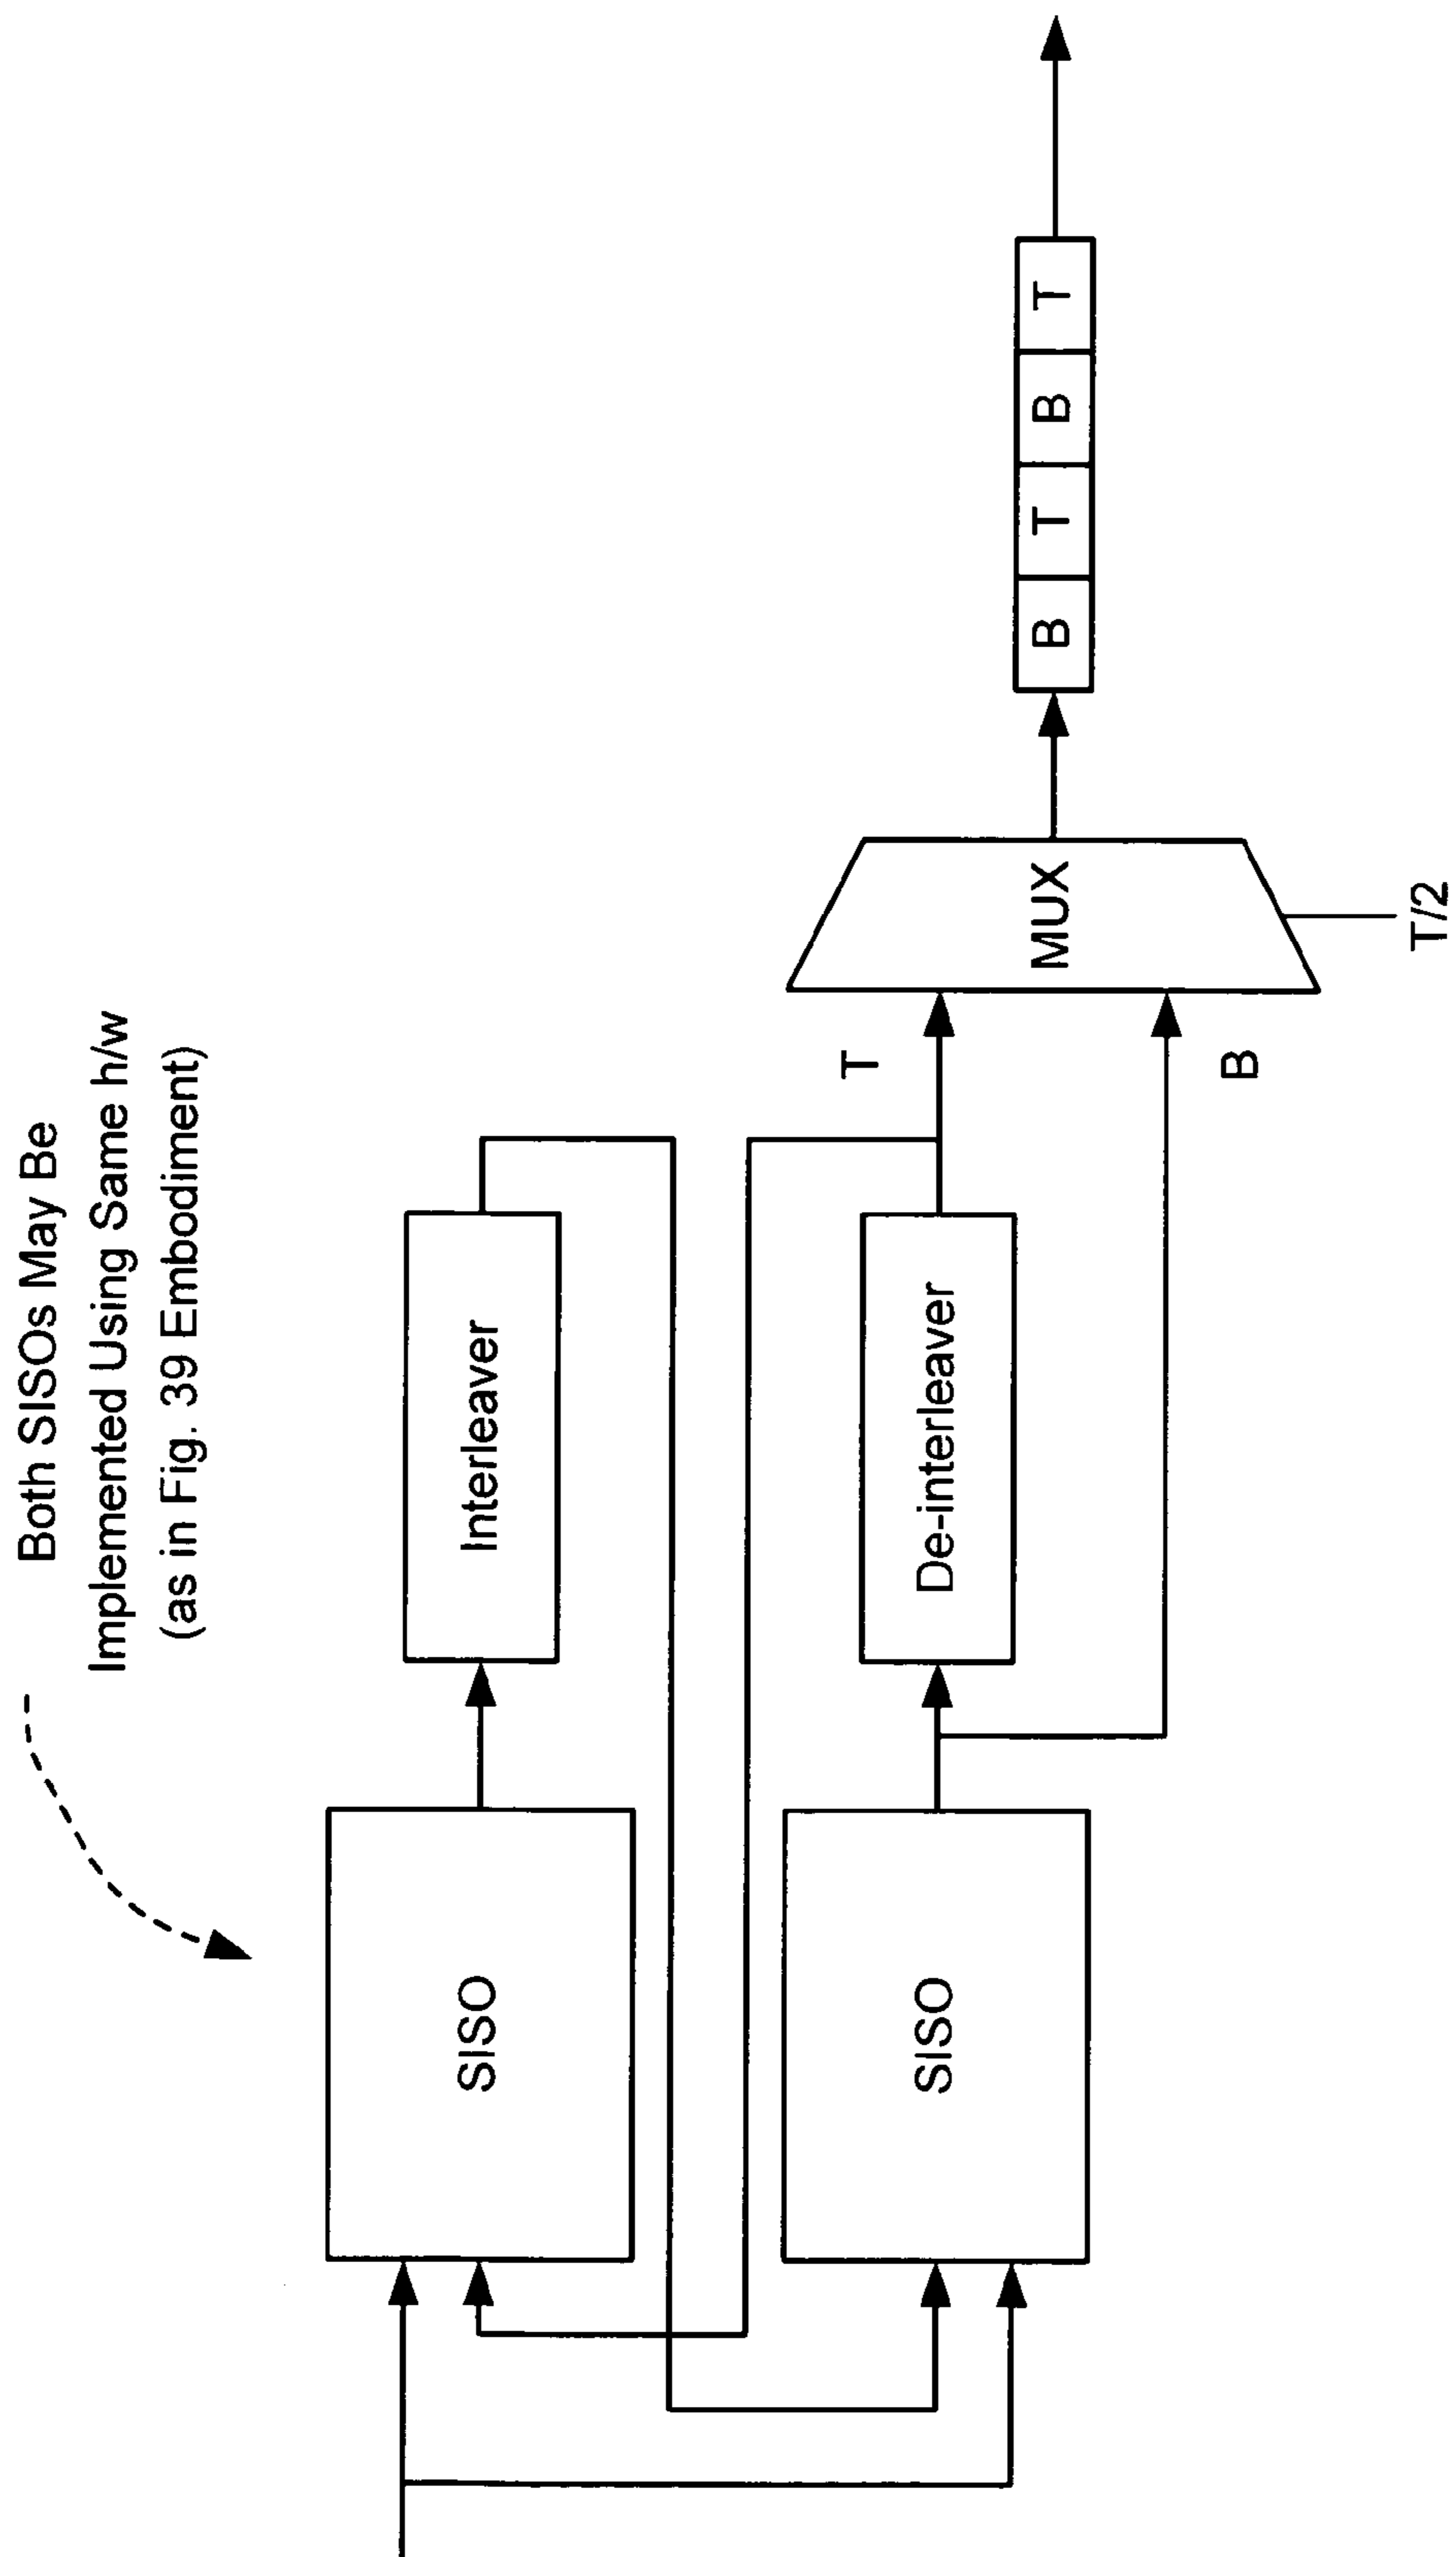 Both SISOs May Be
Implemented Using Same h/w
(as in Fig. 39 Embodiment)
SISO
Interleaver
SISO
De-interleaver
T
B
MUX
T/2
B T B T